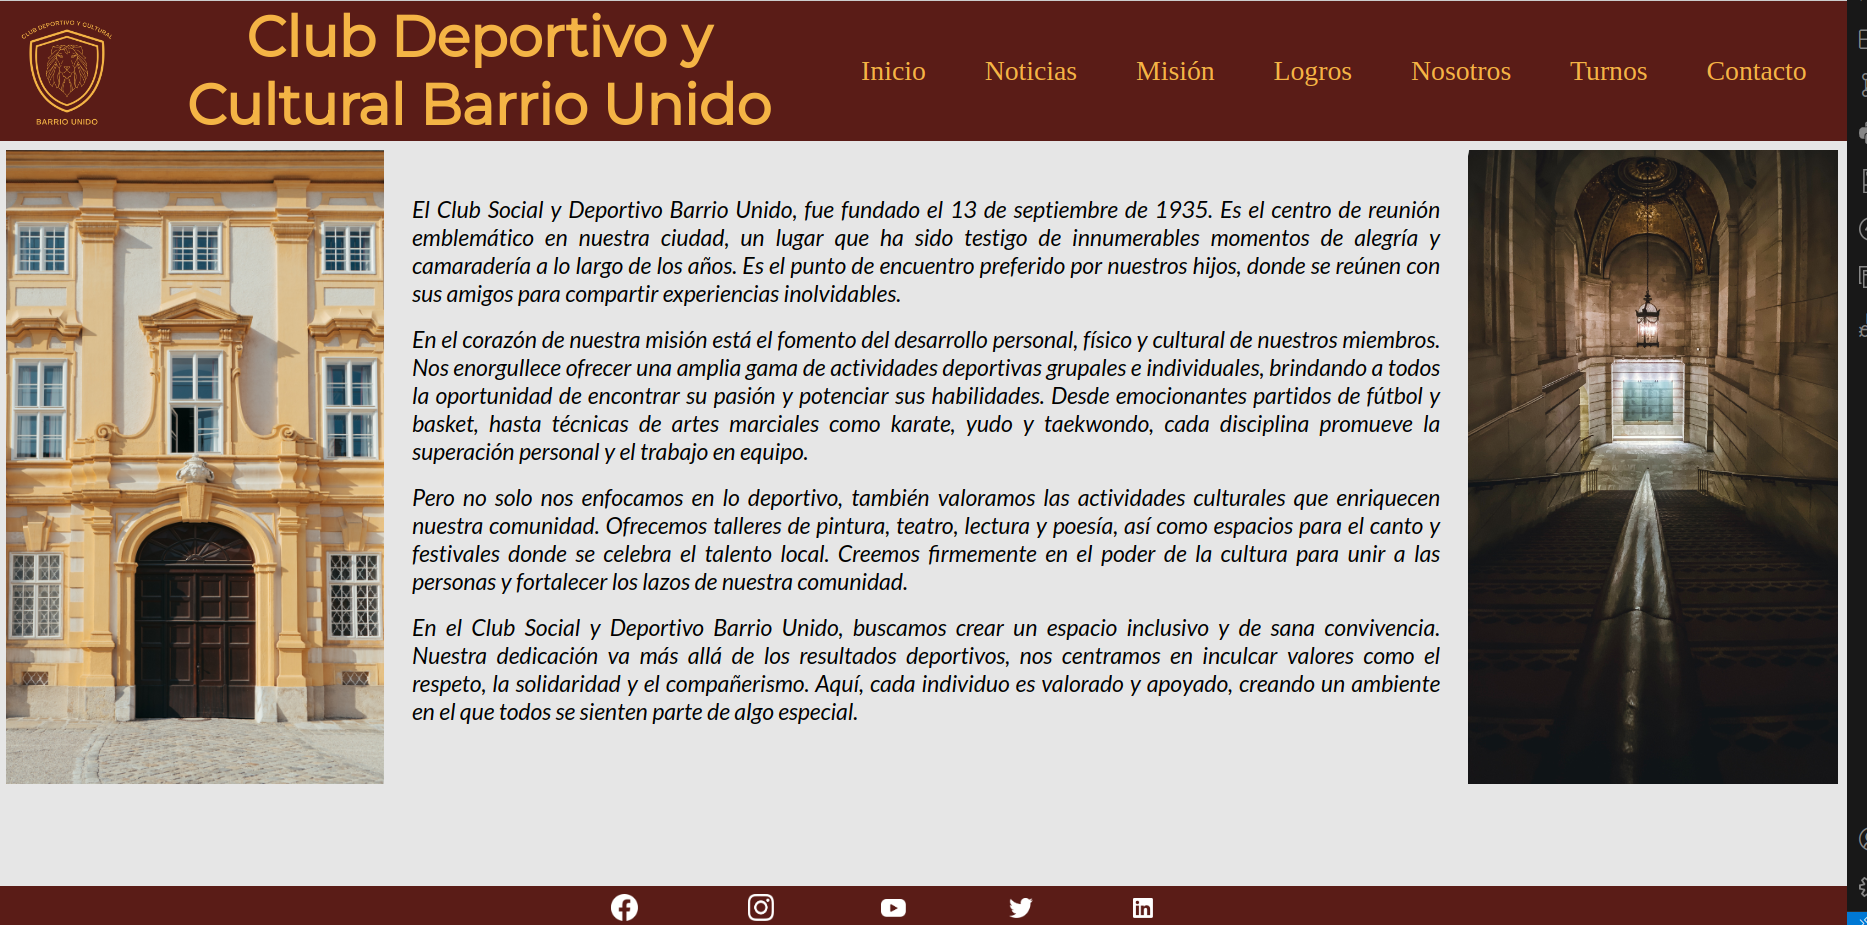 CLUB DEPORTIVO Y CULTURAL
BARRIO UNIDO
Club Deportivo y
Cultural Barrio Unido
Inicio Noticias Misión Logros Nosotros Turnos Contacto
El Club Social y Deportivo Barrio Unido, fue fundado el 13 de septiembre de 1935. Es el centro de reunión
emblemático en nuestra ciudad, un lugar que ha sido testigo de innumerables momentos de alegría y
camaradería a lo largo de los años. Es el punto de encuentro preferido por nuestros hijos, donde se reúnen con
sus amigos para compartir experiencias inolvidables.
En el corazón de nuestra misión está el fomento del desarrollo personal, físico y cultural de nuestros miembros.
Nos enorgullece ofrecer una amplia gama de actividades deportivas grupales e individuales, brindando a todos
la oportunidad de encontrar su pasión y potenciar sus habilidades. Desde emocionantes partidos de fútbol y
basket, hasta técnicas de artes marciales como karate, yudo y taekwondo, cada disciplina promueve la
superación personal y el trabajo en equipo.
Pero no solo nos enfocamos en lo deportivo, también valoramos las actividades culturales que enriquecen
nuestra comunidad. Ofrecemos talleres de pintura, teatro, lectura y poesía, así como espacios para el canto y
festivales donde se celebra el talento local. Creemos firmemente en el poder de la cultura para unir a las
personas y fortalecer los lazos de nuestra comunidad.
En el Club Social y Deportivo Barrio Unido, buscamos crear un espacio inclusivo y de sana convivencia.
Nuestra dedicación va más allá de los resultados deportivos, nos centramos en inculcar valores como el
respeto, la solidaridad y el compañerismo. Aquí, cada individuo es valorado y apoyado, creando un ambiente
en el que todos se sienten parte de algo especial.